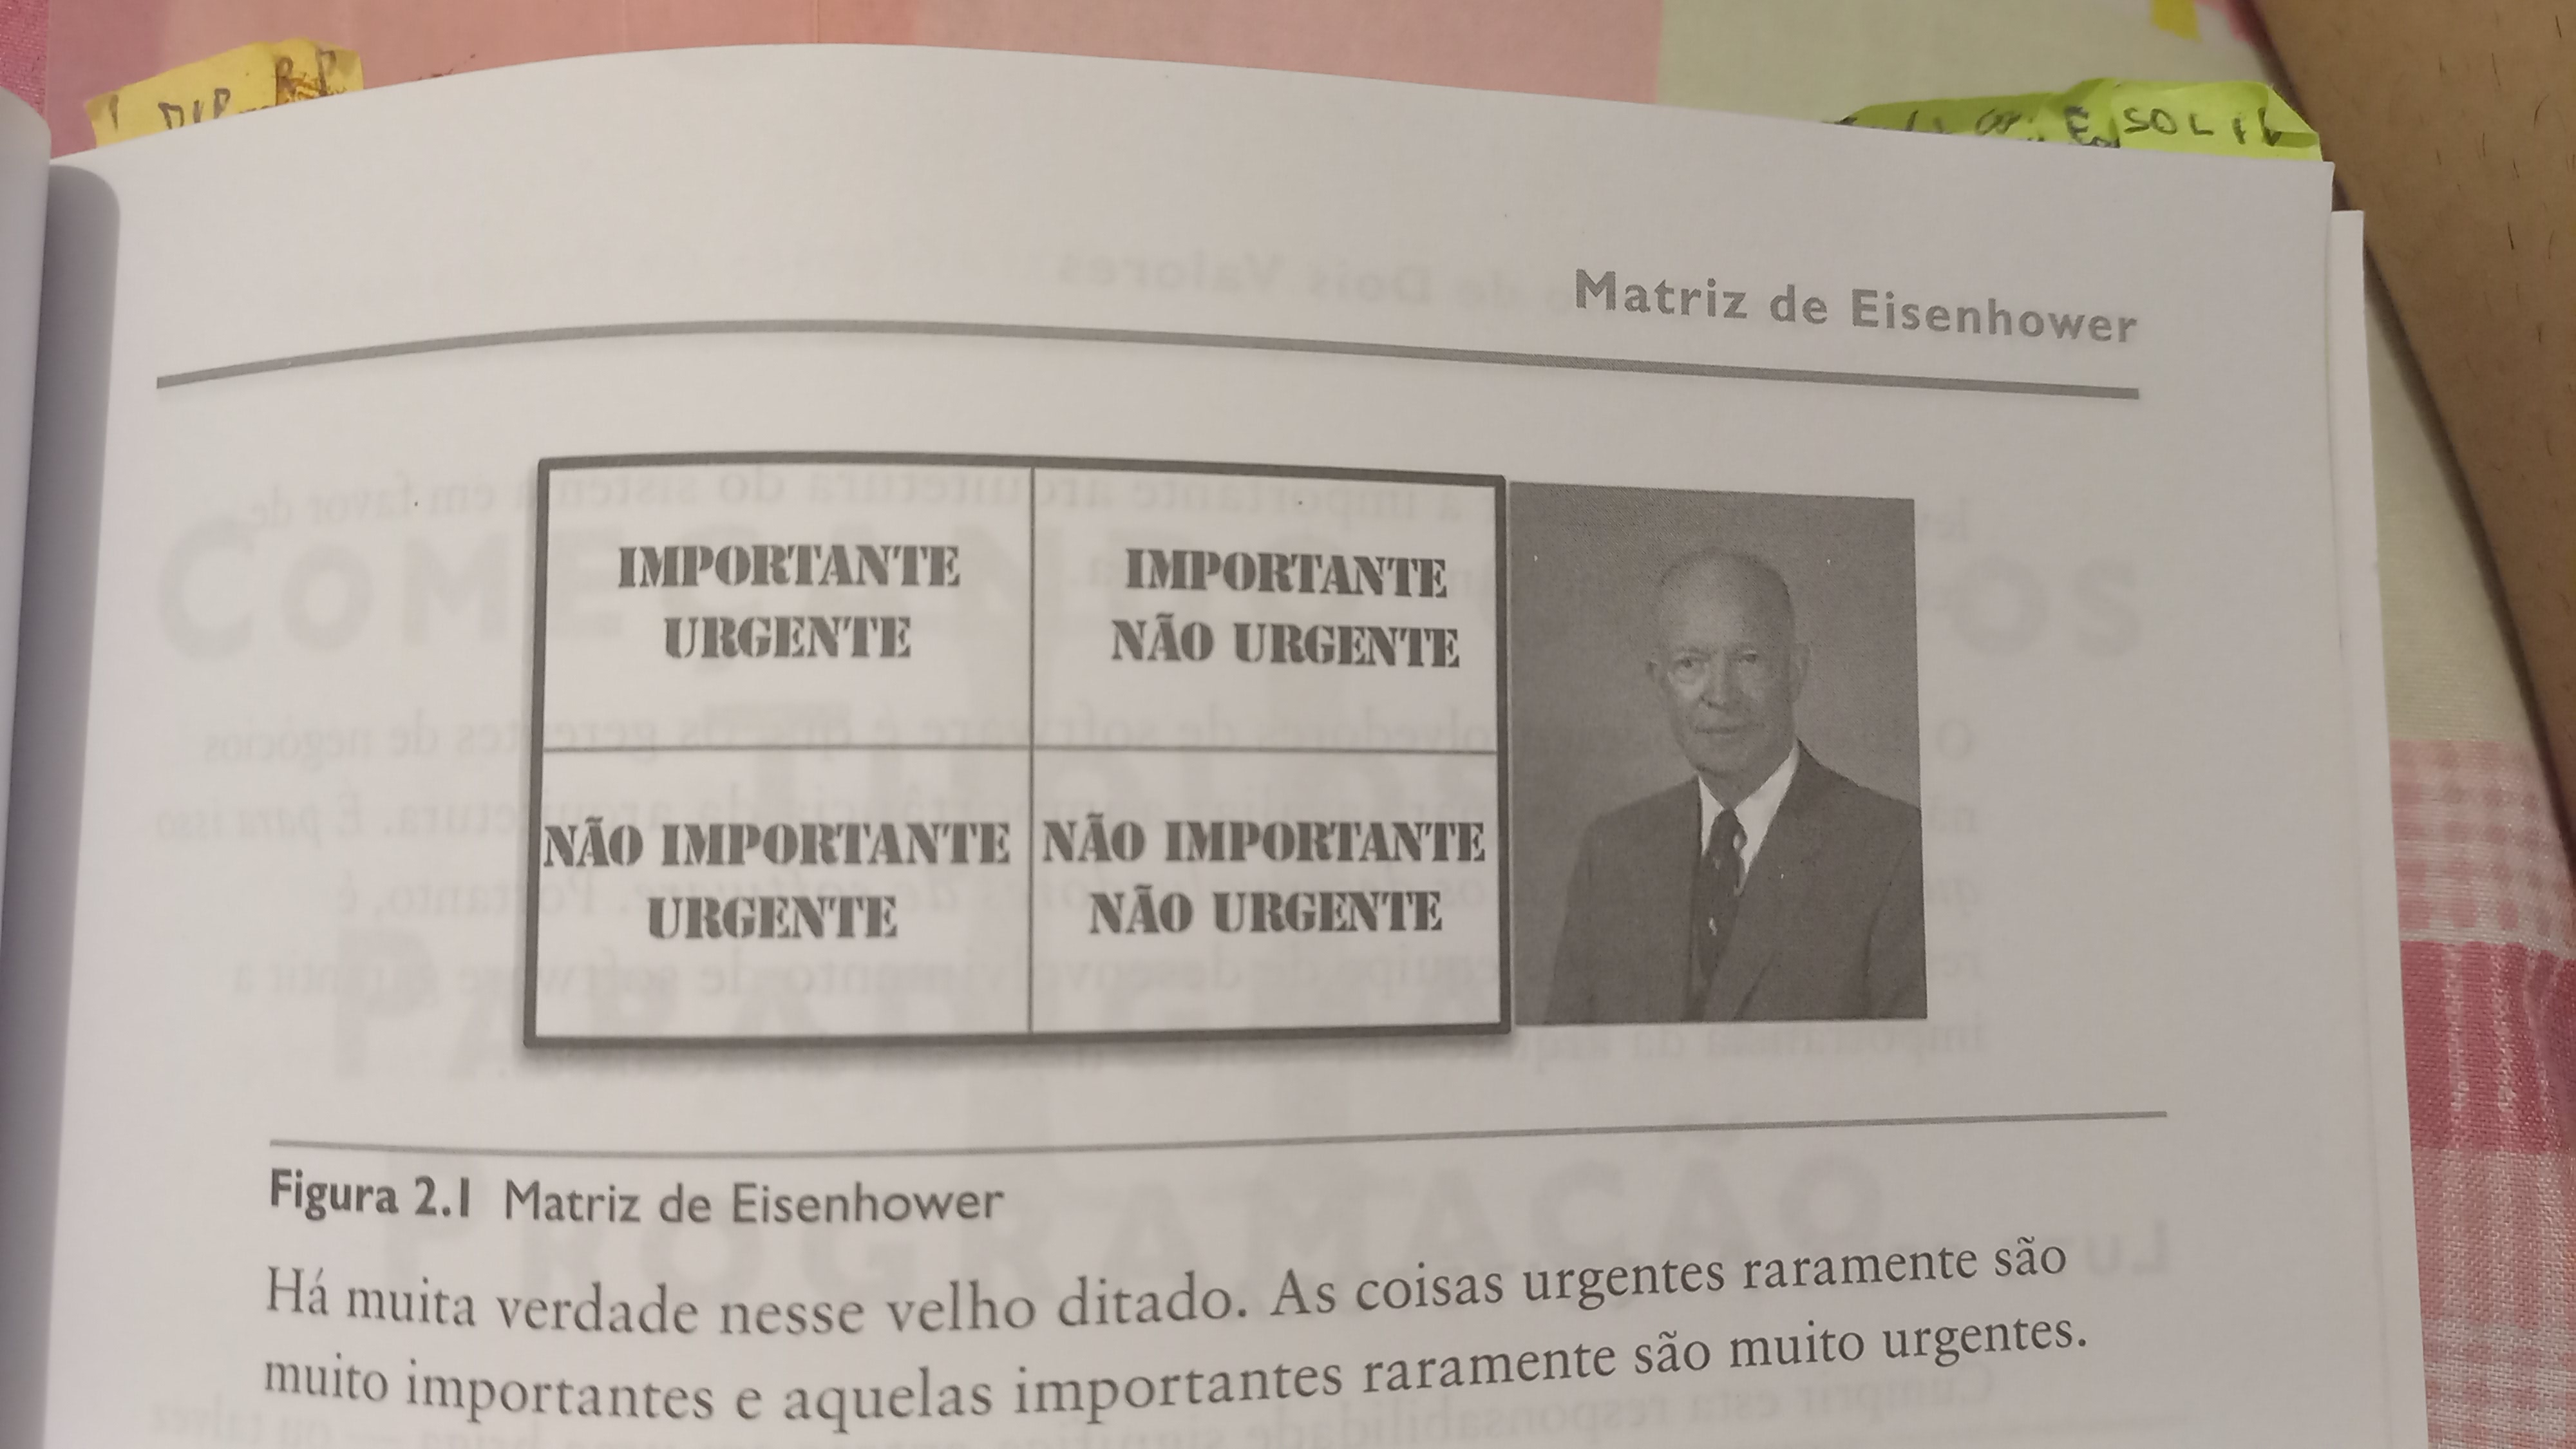 SOL
Matriz de Eisenhower
IMPORTANTE
URGENTE
IMPORTANTE
NÃO URGENTE
NÃO IMPORTANTE
URGENTE
NÃO IMPORTANTE
NÃO URGENTE
Figura 2.1 Matriz de Eisenhower
Há muita verdade nesse velho ditado. As coisas urgentes raramente são
muito importantes e aquelas importantes raramente são muito urgentes.